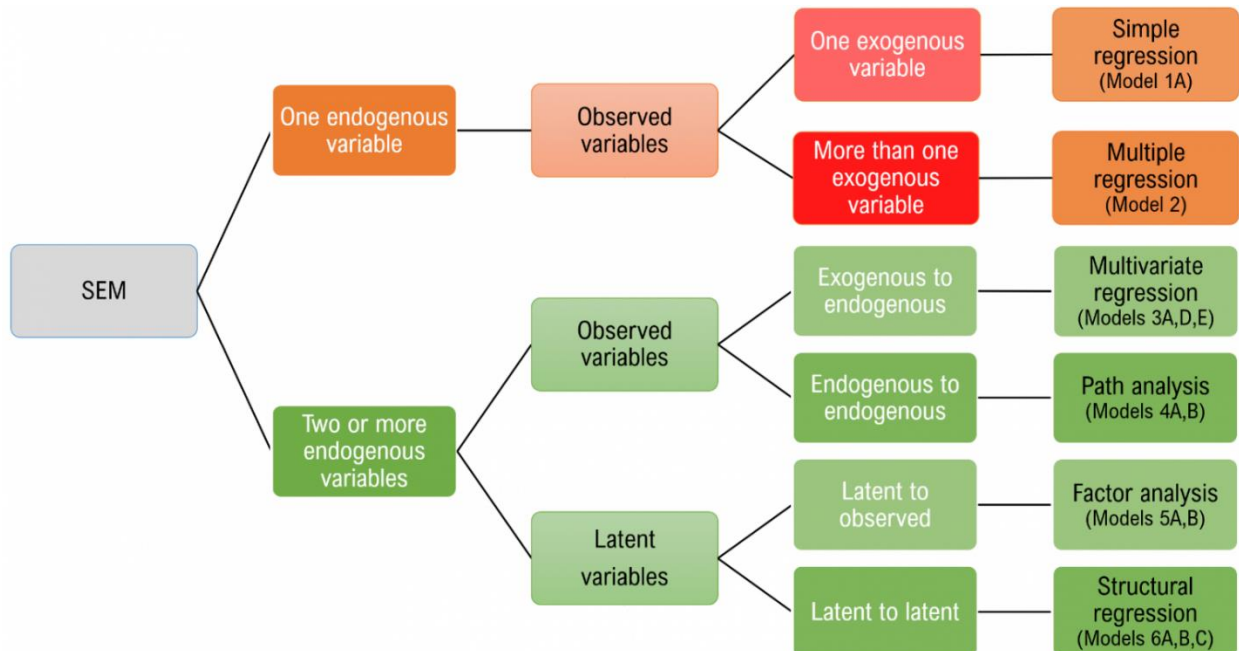 SEM
One endogenous
variable
Observed
variables
One exogenous
variable
Simple
regression
(Model 1A)
More than one
exogenous
variable
Multiple
regression
(Model 2)
Two or more
endogenous
variables
Observed
variables
Exogenous to
endogenous
Multivariate
regression
(Models 3A,D,E)
Endogenous to
endogenous
Path analysis
(Models 4A,B)
Latent
variables
Latent to
observed
Factor analysis
(Models 5A,B)
Latent to latent
Structural
regression
(Models 6A,B,C)